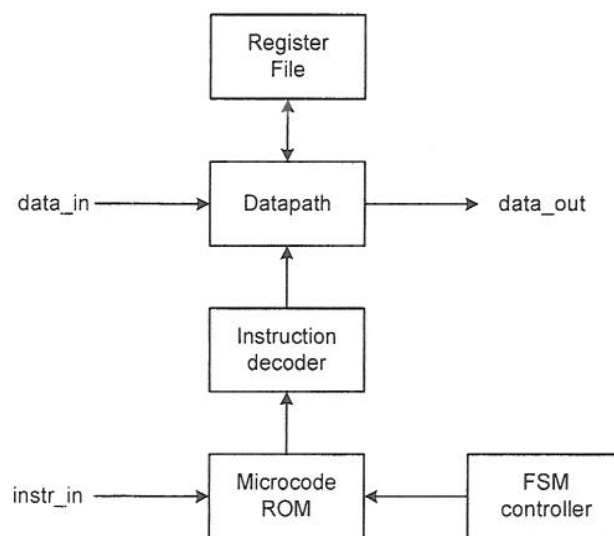 Register
File
data_in
Datapath
data_out
Instruction
decoder
instr_in
Microcode
ROM
FSM
controller